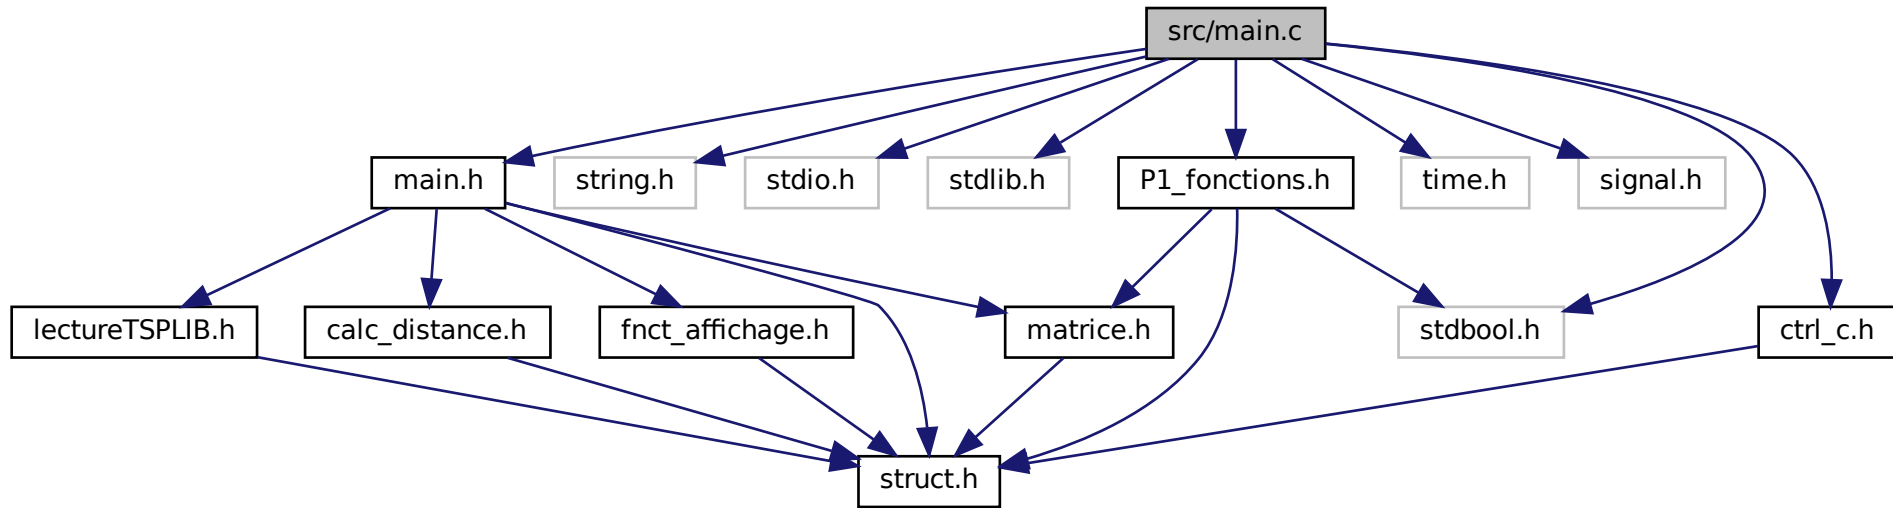 src/main.c
main.h
string.h
stdio.h
stdlib.h
P1_fonctions.h
time.h
signal.h
lectureTSPLIB.h
calc_distance.h
fnct_affichage.h
matrice.h
stdbool.h
ctrl_c.h
struct.h